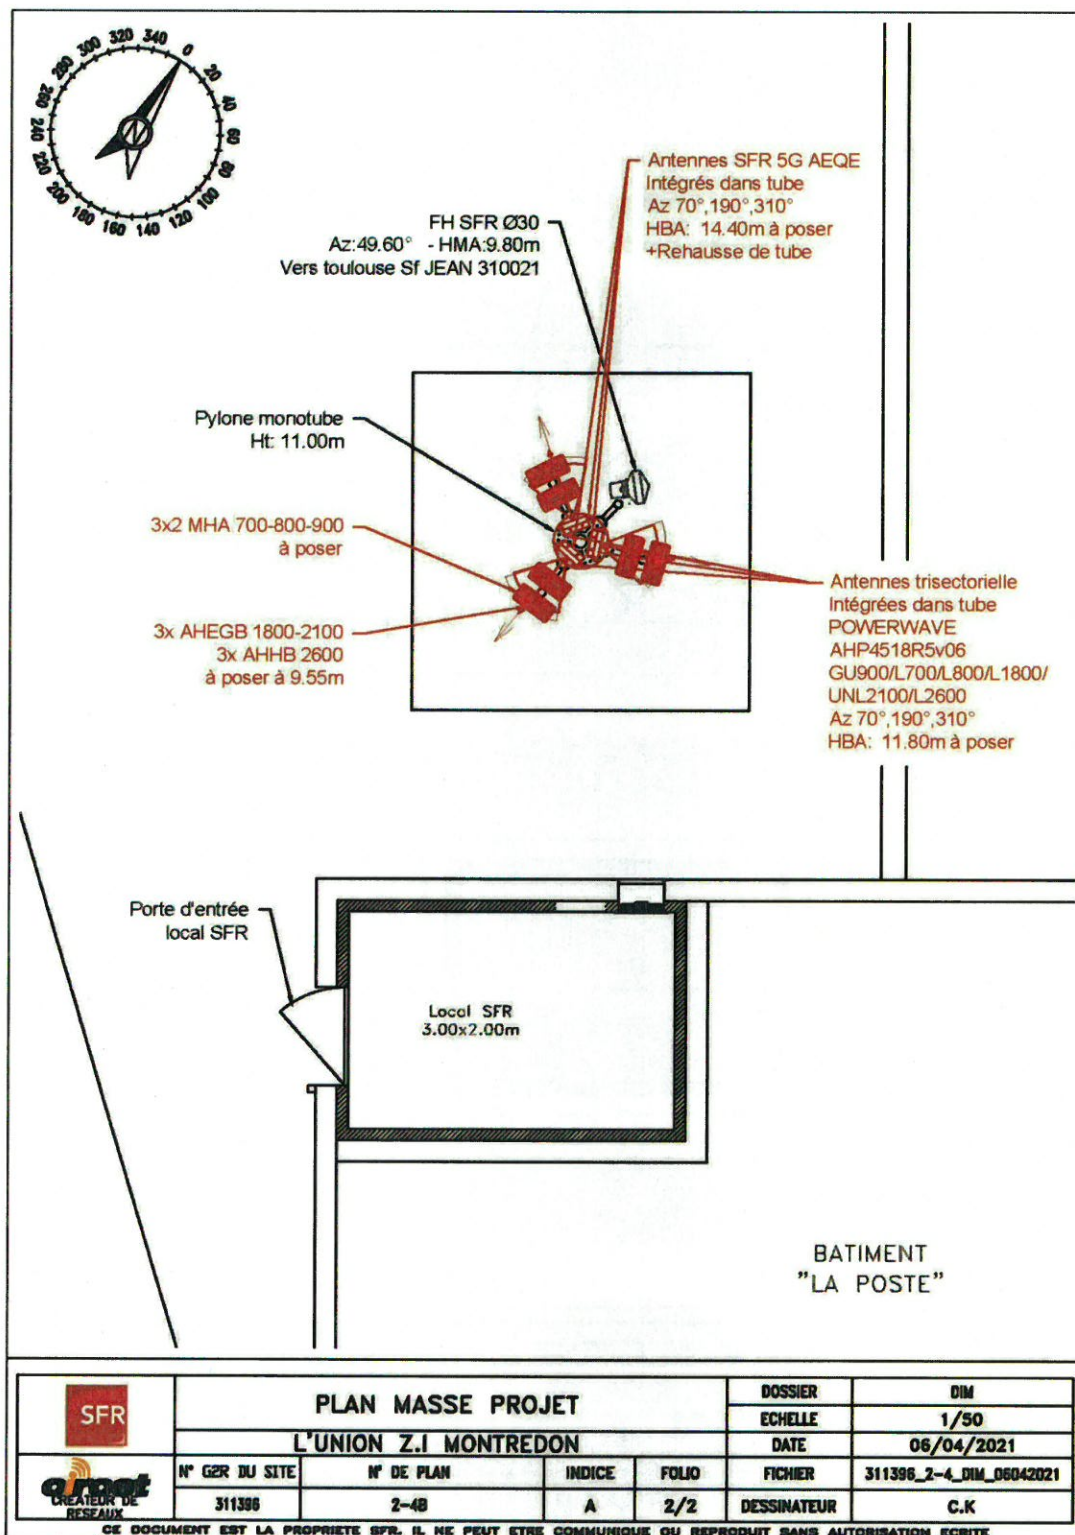 320 340 0 20 40 60 80 100 120 140 160 180 200 220 240 260 280 300
N
Antennes SFR 5G AEQE
Intégrés dans tube
Az 70°,190°,310°
HBA: 14.40m à poser
+Rehausse de tube
FH SFR Ø30
Az:49.60° - HMA:9.80m
Vers toulouse Sf JEAN 310021
Pylone monotube
Ht: 11.00m
3x2 MHA 700-800-900
à poser
3x AHEGB 1800-2100
3x AHHB 2600
à poser à 9.55m
Antennes trisectorielle
Intégrées dans tube
POWERWAVE
AHP4518R5v06
GU900/L700/L800/L1800/
UNL2100/L2600
Az 70°,190°,310°
HBA: 11.80m à poser
Porte d'entrée
local SFR
Local SFR
3.00x2.00m
BATIMENT
"LA POSTE"
SFR
PLAN MASSE PROJET
L'UNION Z.I MONTREDON
DOSSIER DIM
ECHELLE 1/50
DATE 06/04/2021
CREATEUR DE
RESEAUX
N° G2R DU SITE N° DE PLAN INDICE FOLIO FICHIER 311396_2-4_DIM_06042021
311396 2-4B A 2/2 DESSINATEUR C.K
CE DOCUMENT EST LA PROPRIETE SFR. IL NE PEUT ETRE COMMUNIQUE OU REPRODUIT SANS AUTORISATION ECRITE